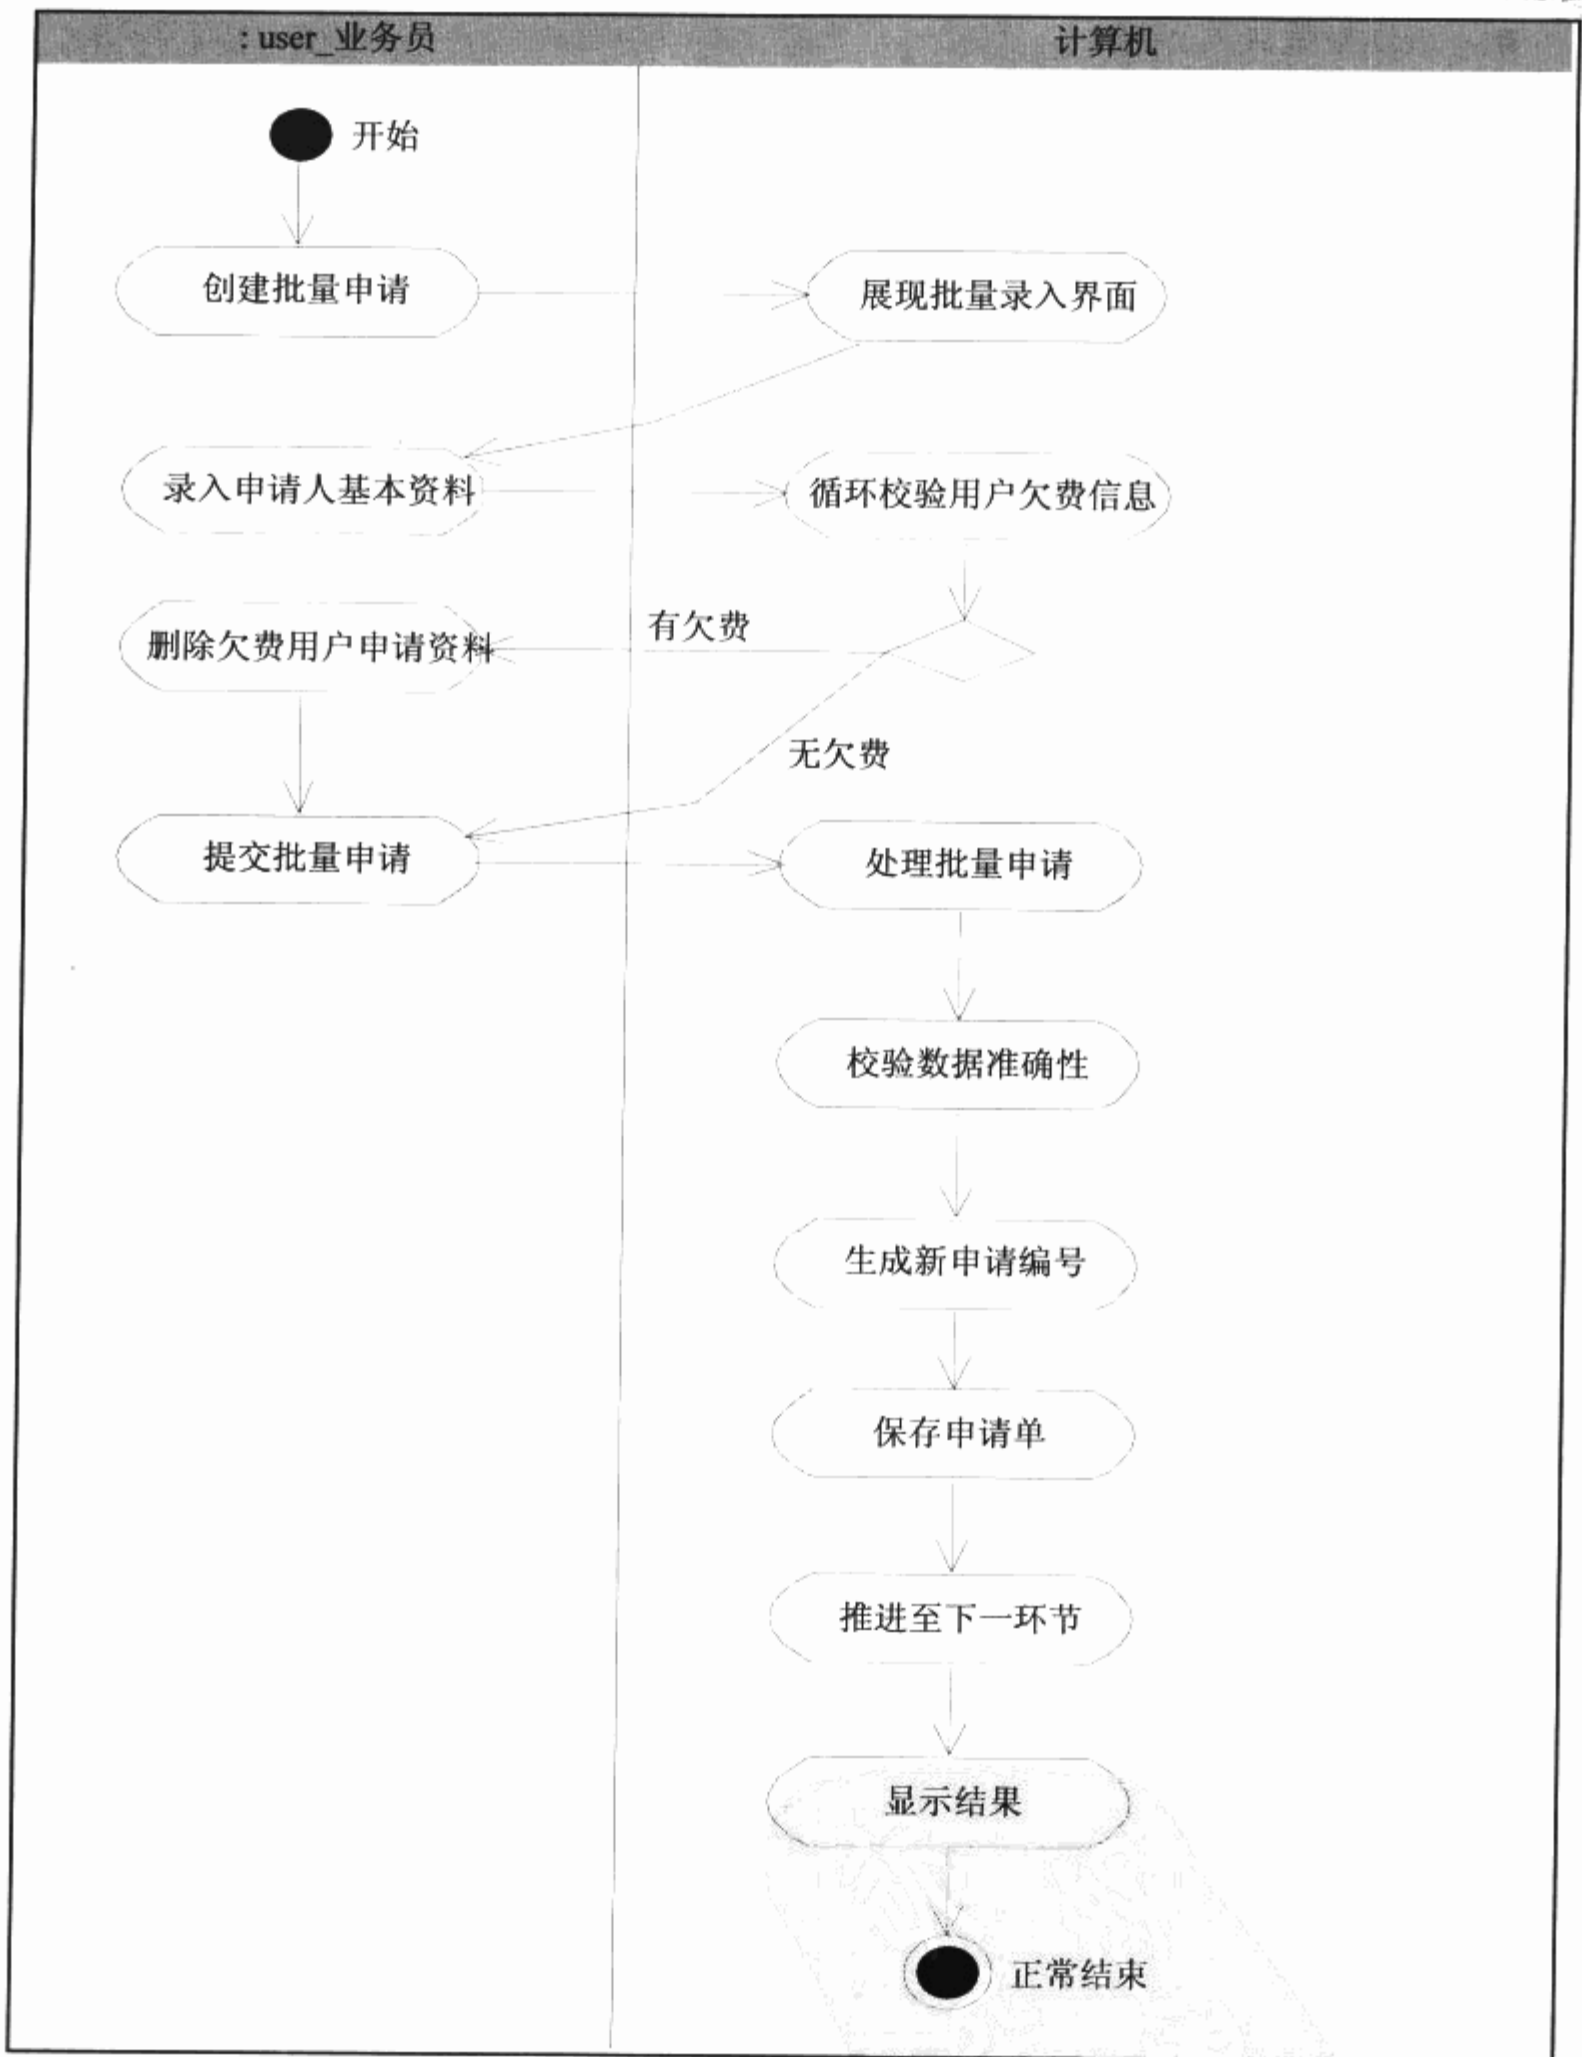 : user_业务员
计算机
开始
创建批量申请
展现批量录入界面
录入申请人基本资料
循环校验用户欠费信息
有欠费
删除欠费用户申请资料
无欠费
提交批量申请
处理批量申请
校验数据准确性
生成新申请编号
保存申请单
推进至下一环节
显示结果
正常结束